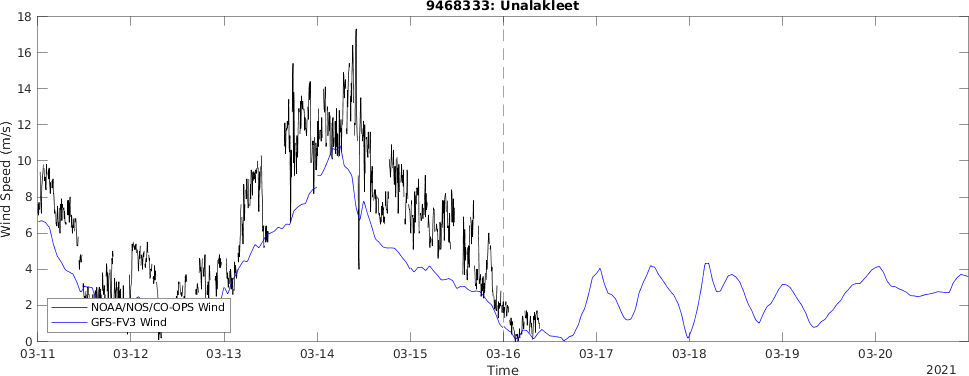 9468333: Unalakleet
18
16
14
12
10
8
6
4
2
0
Wind Speed (m/s)
NOAA/NOS/CO-OPS Wind
GFS-FV3 Wind
03-11 03-12 03-13 03-14 03-15 03-16 03-17 03-18 03-19 03-20
Time
2021